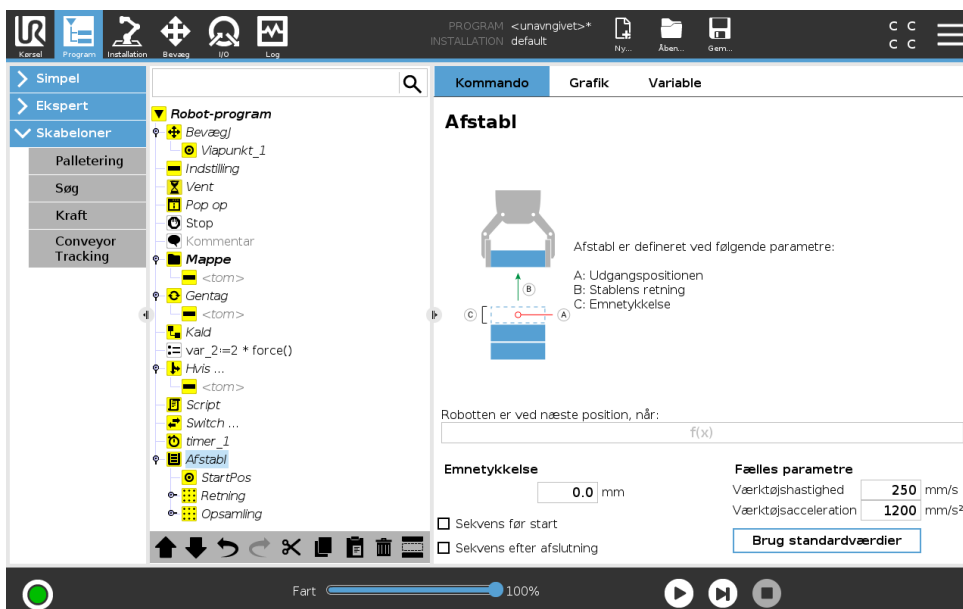 PROGRAM <unavngivet>*
INSTALLATION default
UR
Kørsel
Program
Installation
Bevæg
I/O
Log
Ny...
Åben...
Gem...
C C
C C
Simpel
Ekspert
Skabeloner
Palletering
Søg
Kraft
Conveyor
Tracking
Robot-program
BevægJ
Viapunkt_1
Indstilling
Vent
Pop op
Stop
Kommentar
Mappe
<tom>
Gentag
<tom>
Kald
var_2:=2 * force()
Hvis ...
<tom>
Script
Switch ...
timer_1
Afstabl
StartPos
Retning
Opsamling
Kommando Grafik Variable
Afstabl
Afstabl er defineret ved følgende parametre:
A: Udgangspositionen
B: Stablens retning
C: Emnetykkelse
B
C
A
Robotten er ved næste position, når:
f(x)
Emnetykkelse
0.0 mm
Sekvens før start
Sekvens efter afslutning
Fælles parametre
Værktøjshastighed 250 mm/s
Værktøjsacceleration 1200 mm/s²
Brug standardværdier
Fart 100%